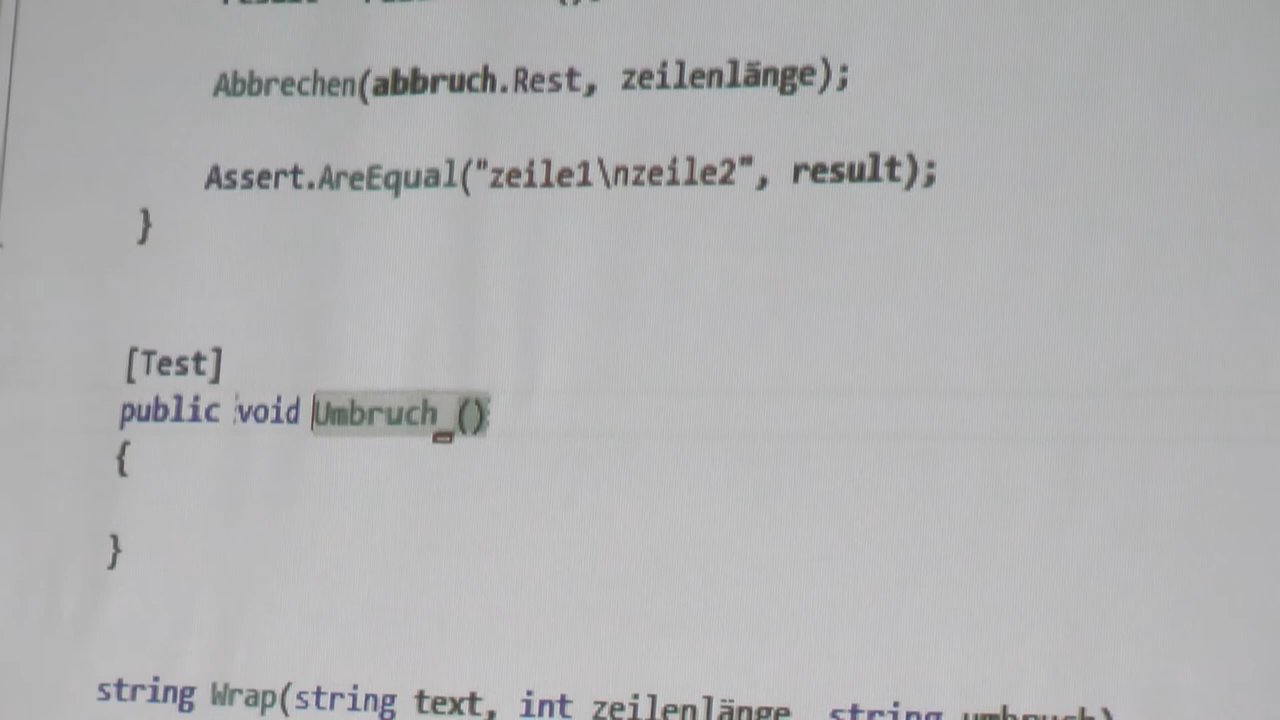 Abbrechen(abbruch.Rest, zeilenlänge);
Assert.AreEqual("zeile1\nzeile2", result);
}
[Test]
public void Umbruch_()
{
}
string Wrap(string text, int zeilenlänge, string umbruch)